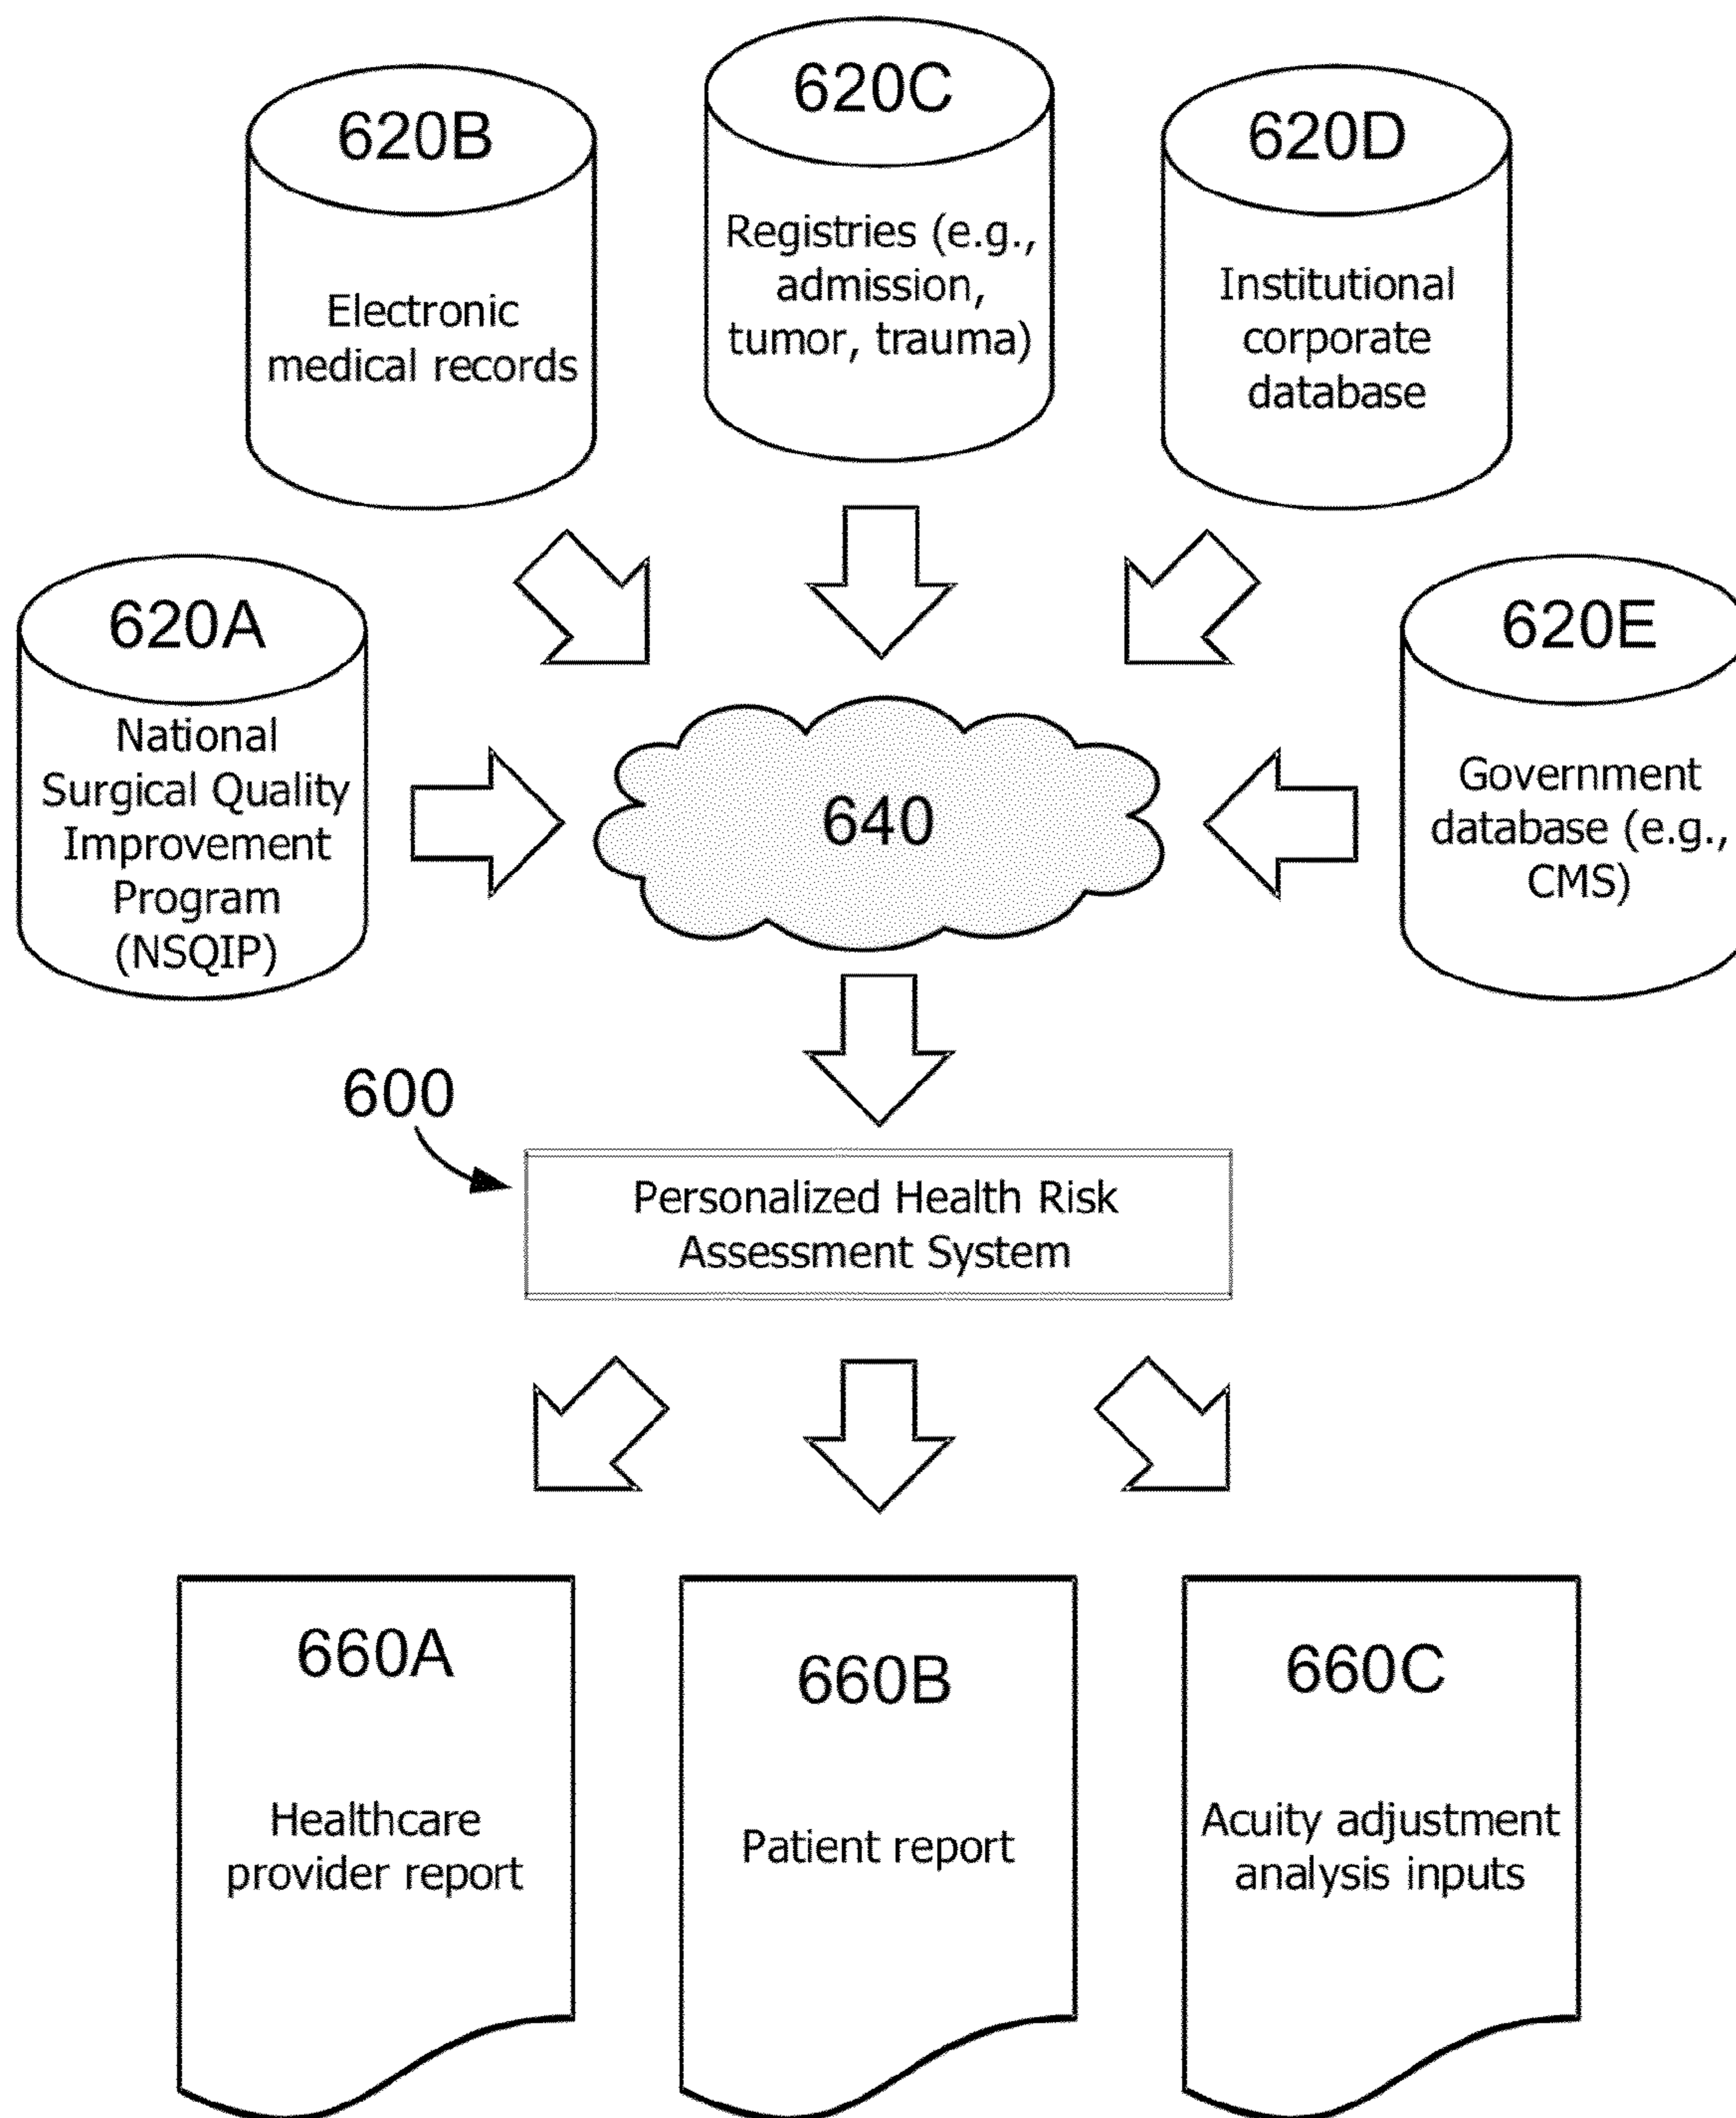 620B
Electronic
medical records
620C
Registries (e.g.,
admission,
tumor, trauma)
620D
Institutional
corporate
database
620A
National
Surgical Quality
Improvement
Program
(NSQIP)
640
620E
Government
database (e.g.,
CMS)
600
Personalized Health Risk
Assessment System
660A
Healthcare
provider report
660B
Patient report
660C
Acuity adjustment
analysis inputs